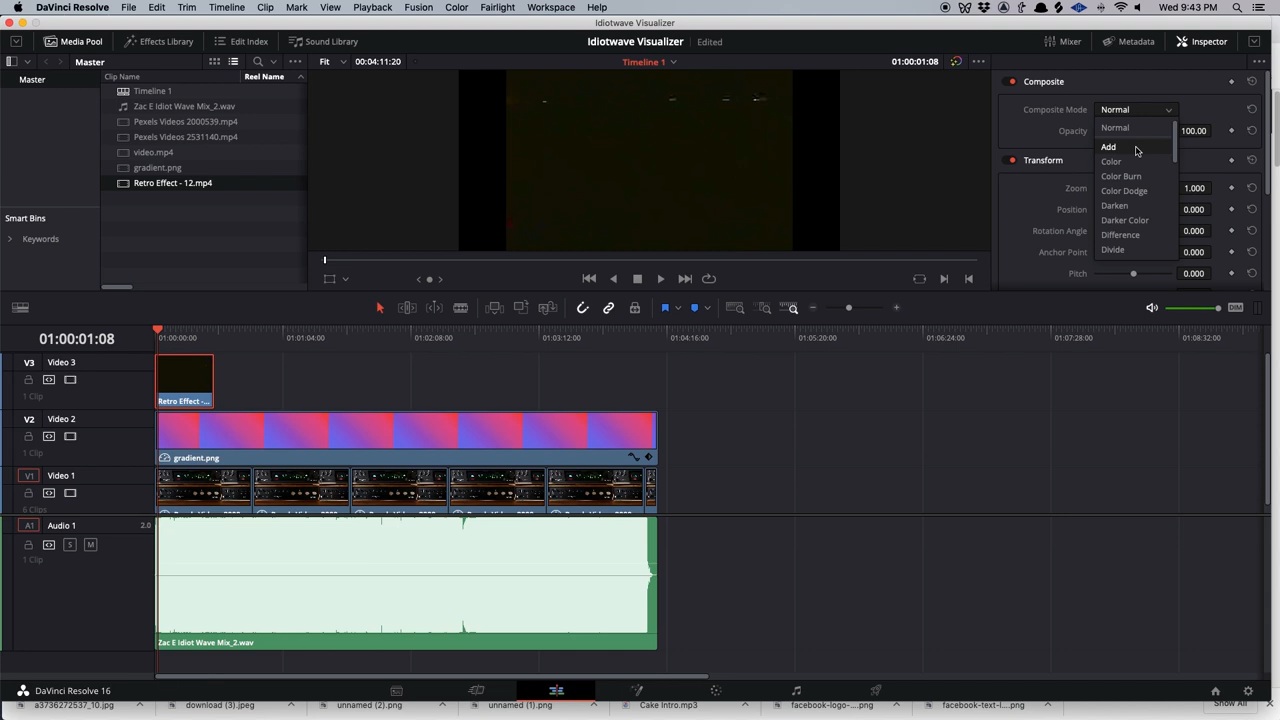 DaVinci Resolve File Edit Trim Timeline Clip Mark View Playback Fusion Color Fairlight Workspace Help Wed 9:43 PM
Idiotwave Visualizer
Media Pool Effects Library Edit Index Sound Library Idiotwave Visualizer Edited Mixer Metadata Inspector
Master Fit 00:04:11:20 Timeline 1 01:00:01:08
Master
Clip Name Reel Name
Timeline 1
Zac E Idiot Wave Mix_2.wav
Pexels Videos 2000539.mp4
Pexels Videos 2531140.mp4
video.mp4
gradient.png
Retro Effect - 12.mp4
Smart Bins
Keywords
Composite
Composite Mode Normal
Opacity 100.00
Normal
Add
Color
Color Burn
Color Dodge
Darken
Darker Color
Difference
Divide
Transform
Zoom 1.000
Position 0.000
Rotation Angle 0.000
Anchor Point 0.000
Pitch 0.000
DIM
01:00:01:08 01:00:00:00 01:01:04:00 01:02:08:00 01:03:12:00 01:04:16:00 01:05:20:00 01:06:24:00 01:07:28:00 01:08:32:00
V3 Video 3
1 Clip
Retro Effect -...
V2 Video 2
1 Clip
gradient.png
V1 Video 1
6 Clips
A1 Audio 1 2.0
S M
1 Clip
Zac E Idiot Wave Mix_2.wav
DaVinci Resolve 16
a3736272537_10.jpg download (3).jpeg unnamed (2).png unnamed (1).png Cake Intro.mp3 facebook-logo-....png facebook-text-l....png Show All